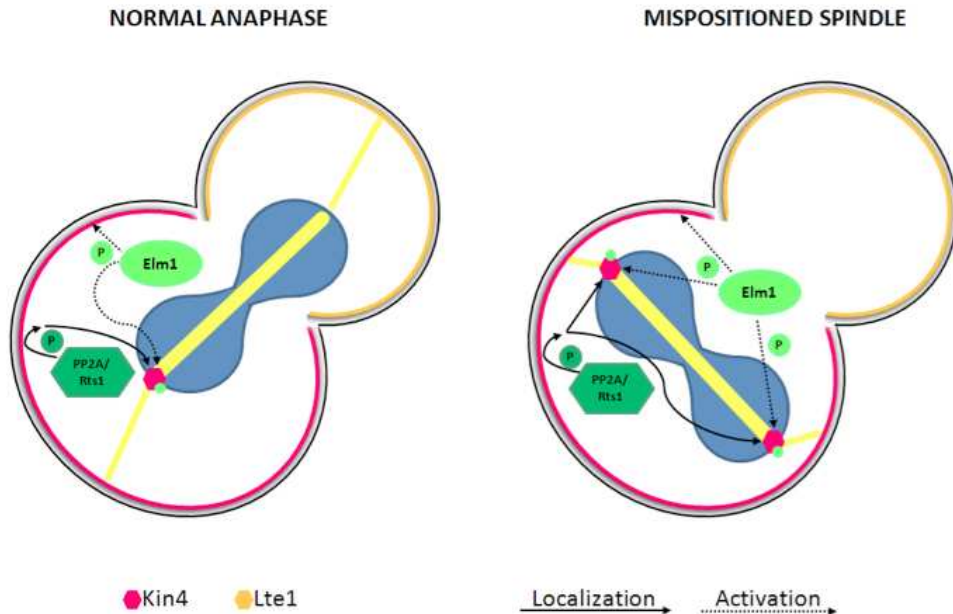 NORMAL ANAPHASE
MISPOSITIONED SPINDLE
P
Elm1
P
PP2A/
Rts1
P
Elm1
P
P
PP2A/
Rts1
Kin4
Lte1
Localization
Activation